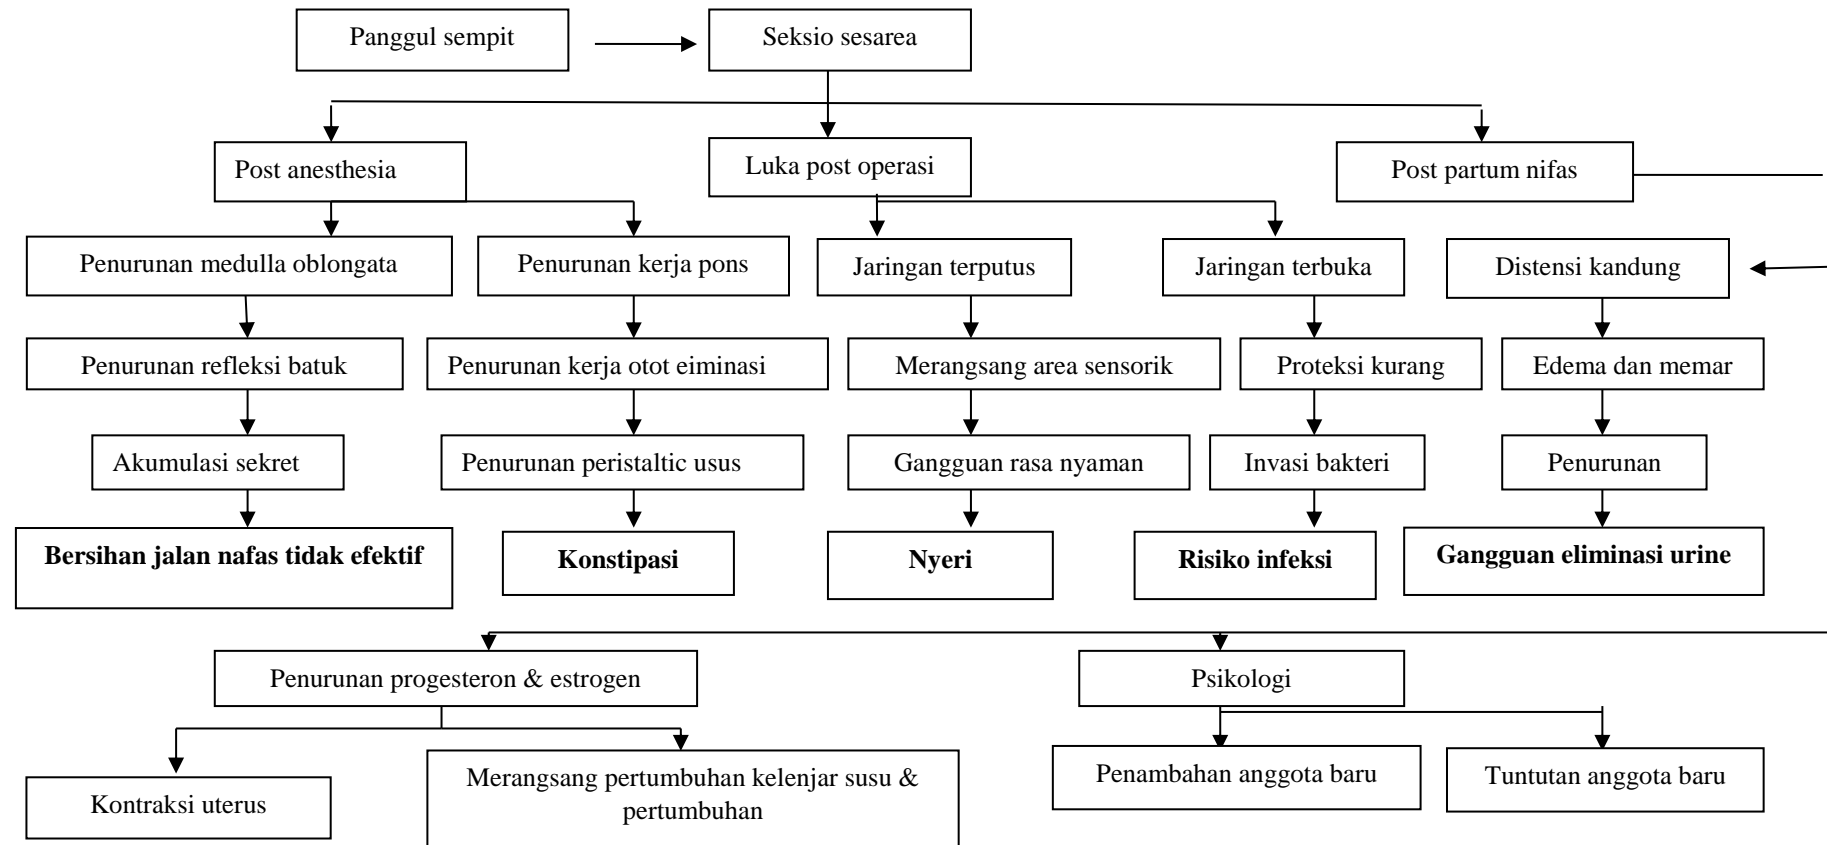 Panggul sempit
Seksio sesarea
Post anesthesia
Luka post operasi
Post partum nifas
Penurunan medulla oblongata
Penurunan kerja pons
Jaringan terputus
Jaringan terbuka
Distensi kandung
Penurunan refleksi batuk
Penurunan kerja otot eiminasi
Merangsang area sensorik
Proteksi kurang
Edema dan memar
Akumulasi sekret
Penurunan peristaltic usus
Gangguan rasa nyaman
Invasi bakteri
Penurunan
Bersihan jalan nafas tidak efektif
Konstipasi
Nyeri
Risiko infeksi
Gangguan eliminasi urine
Penurunan progesteron & estrogen
Psikologi
Kontraksi uterus
Merangsang pertumbuhan kelenjar susu &
pertumbuhan
Penambahan anggota baru
Tuntutan anggota baru